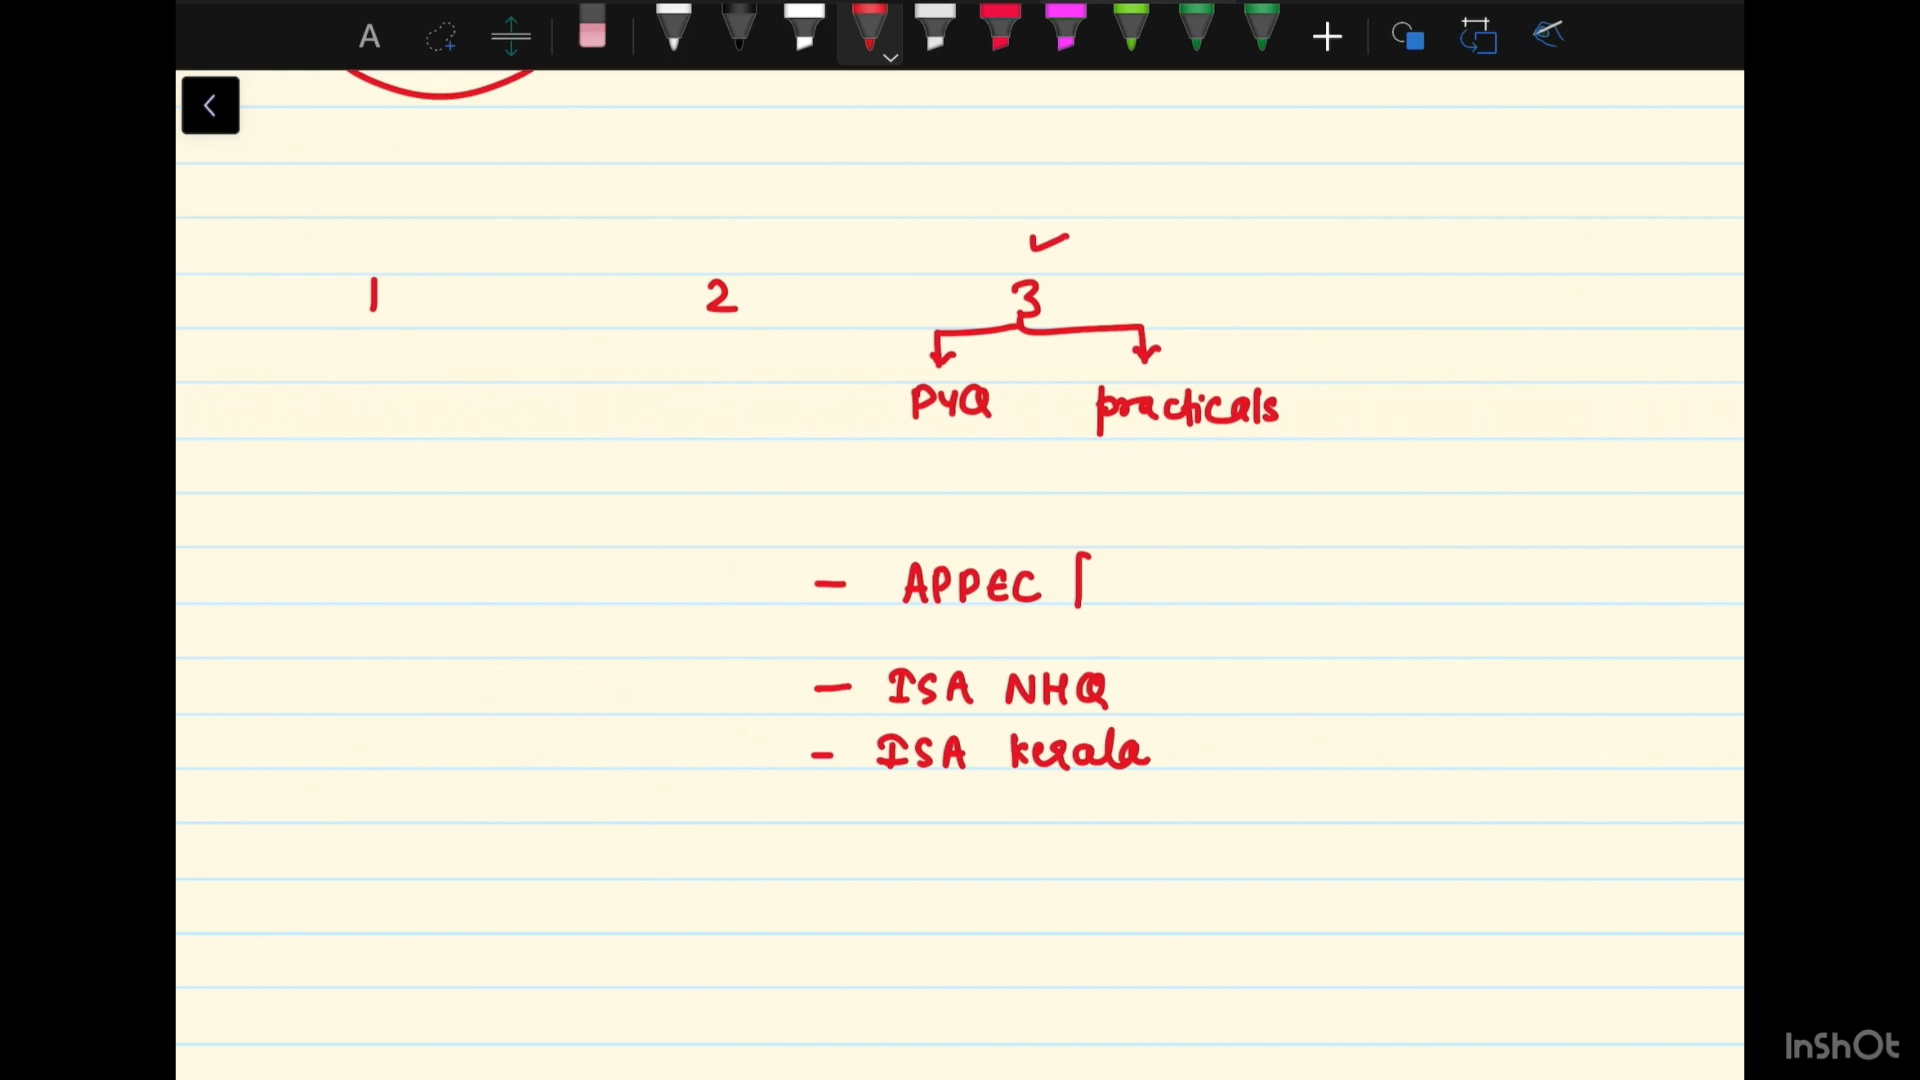 A
1 2 3
PYQ practicals
- APPEC
- ISA NHQ
- ISA kerala
InShOt